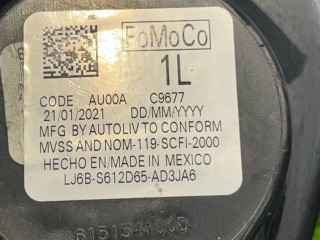 FoMoCo
1L
CODE AU00A C9677
21/01/2021 DD/MM/YYYY
MFG BY AUTOLIV TO CONFORM
MVSS AND NOM-119-SCFI-2000
HECHO EN/MADE IN MEXICO
LJ6B-S612D65-AD3JA6